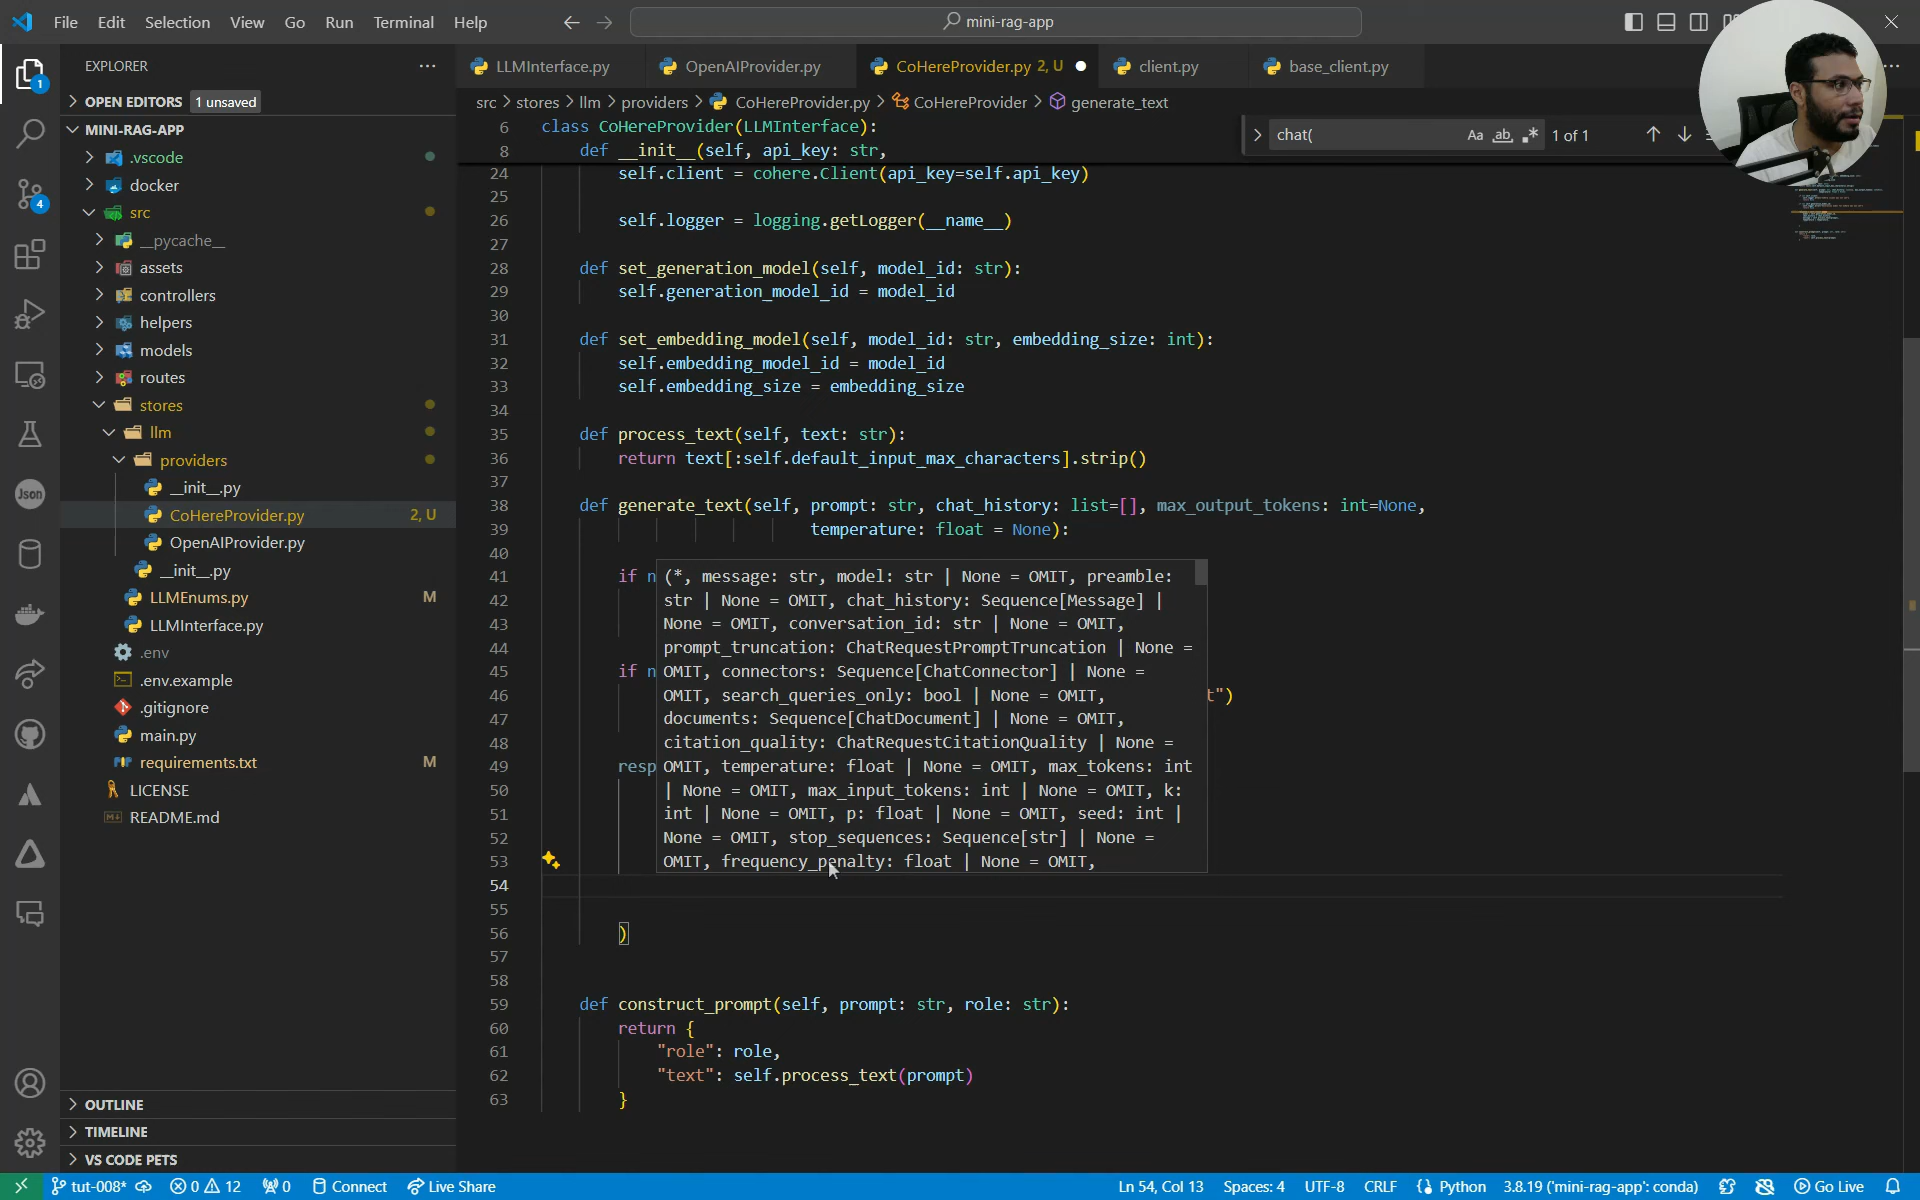 File Edit Selection View Go Run Terminal Help
mini-rag-app
EXPLORER
OPEN EDITORS 1 unsaved
MINI-RAG-APP
.vscode
docker
src
__pycache__
assets
controllers
helpers
models
routes
stores
llm
providers
__init__.py
CoHereProvider.py 2, U
OpenAIProvider.py
__init__.py
LLMEnums.py M
LLMInterface.py
.env
.env.example
.gitignore
main.py
requirements.txt M
LICENSE
README.md
OUTLINE
TIMELINE
VS CODE PETS
1
4
Json
LLMInterface.py OpenAIProvider.py CoHereProvider.py 2, U client.py base_client.py
src > stores > llm > providers > CoHereProvider.py > CoHereProvider > generate_text
chat( Aa ab 1 of 1
6 class CoHereProvider(LLMInterface):
8 def __init__(self, api_key: str,
24 self.client = cohere.Client(api_key=self.api_key)
25
26 self.logger = logging.getLogger(__name__)
27
28 def set_generation_model(self, model_id: str):
29 self.generation_model_id = model_id
30
31 def set_embedding_model(self, model_id: str, embedding_size: int):
32 self.embedding_model_id = model_id
33 self.embedding_size = embedding_size
34
35 def process_text(self, text: str):
36 return text[:self.default_input_max_characters].strip()
37
38 def generate_text(self, prompt: str, chat_history: list=[], max_output_tokens: int=None,
39 temperature: float = None):
40
41 if n (*, message: str, model: str | None = OMIT, preamble:
42 str | None = OMIT, chat_history: Sequence[Message] |
43 None = OMIT, conversation_id: str | None = OMIT,
44 prompt_truncation: ChatRequestPromptTruncation | None =
45 if n OMIT, connectors: Sequence[ChatConnector] | None =
46 OMIT, search_queries_only: bool | None = OMIT, t")
47 documents: Sequence[ChatDocument] | None = OMIT,
48 citation_quality: ChatRequestCitationQuality | None =
49 resp OMIT, temperature: float | None = OMIT, max_tokens: int
50 | None = OMIT, max_input_tokens: int | None = OMIT, k:
51 int | None = OMIT, p: float | None = OMIT, seed: int |
52 None = OMIT, stop_sequences: Sequence[str] | None =
53 OMIT, frequency_penalty: float | None = OMIT,
54
55
56 )
57
58
59 def construct_prompt(self, prompt: str, role: str):
60 return {
61 "role": role,
62 "text": self.process_text(prompt)
63 }
tut-008* 0 12 0 Connect Live Share Ln 54, Col 13 Spaces: 4 UTF-8 CRLF Python 3.8.19 ('mini-rag-app': conda) Go Live